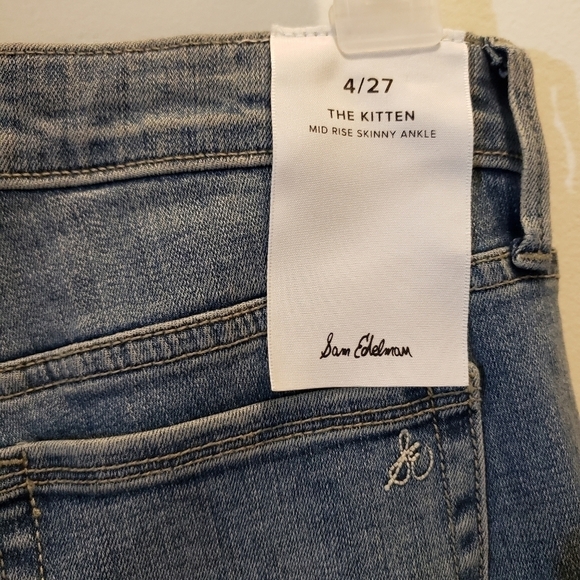 4/27
THE KITTEN
MID RISE SKINNY ANKLE
Sam Edelman